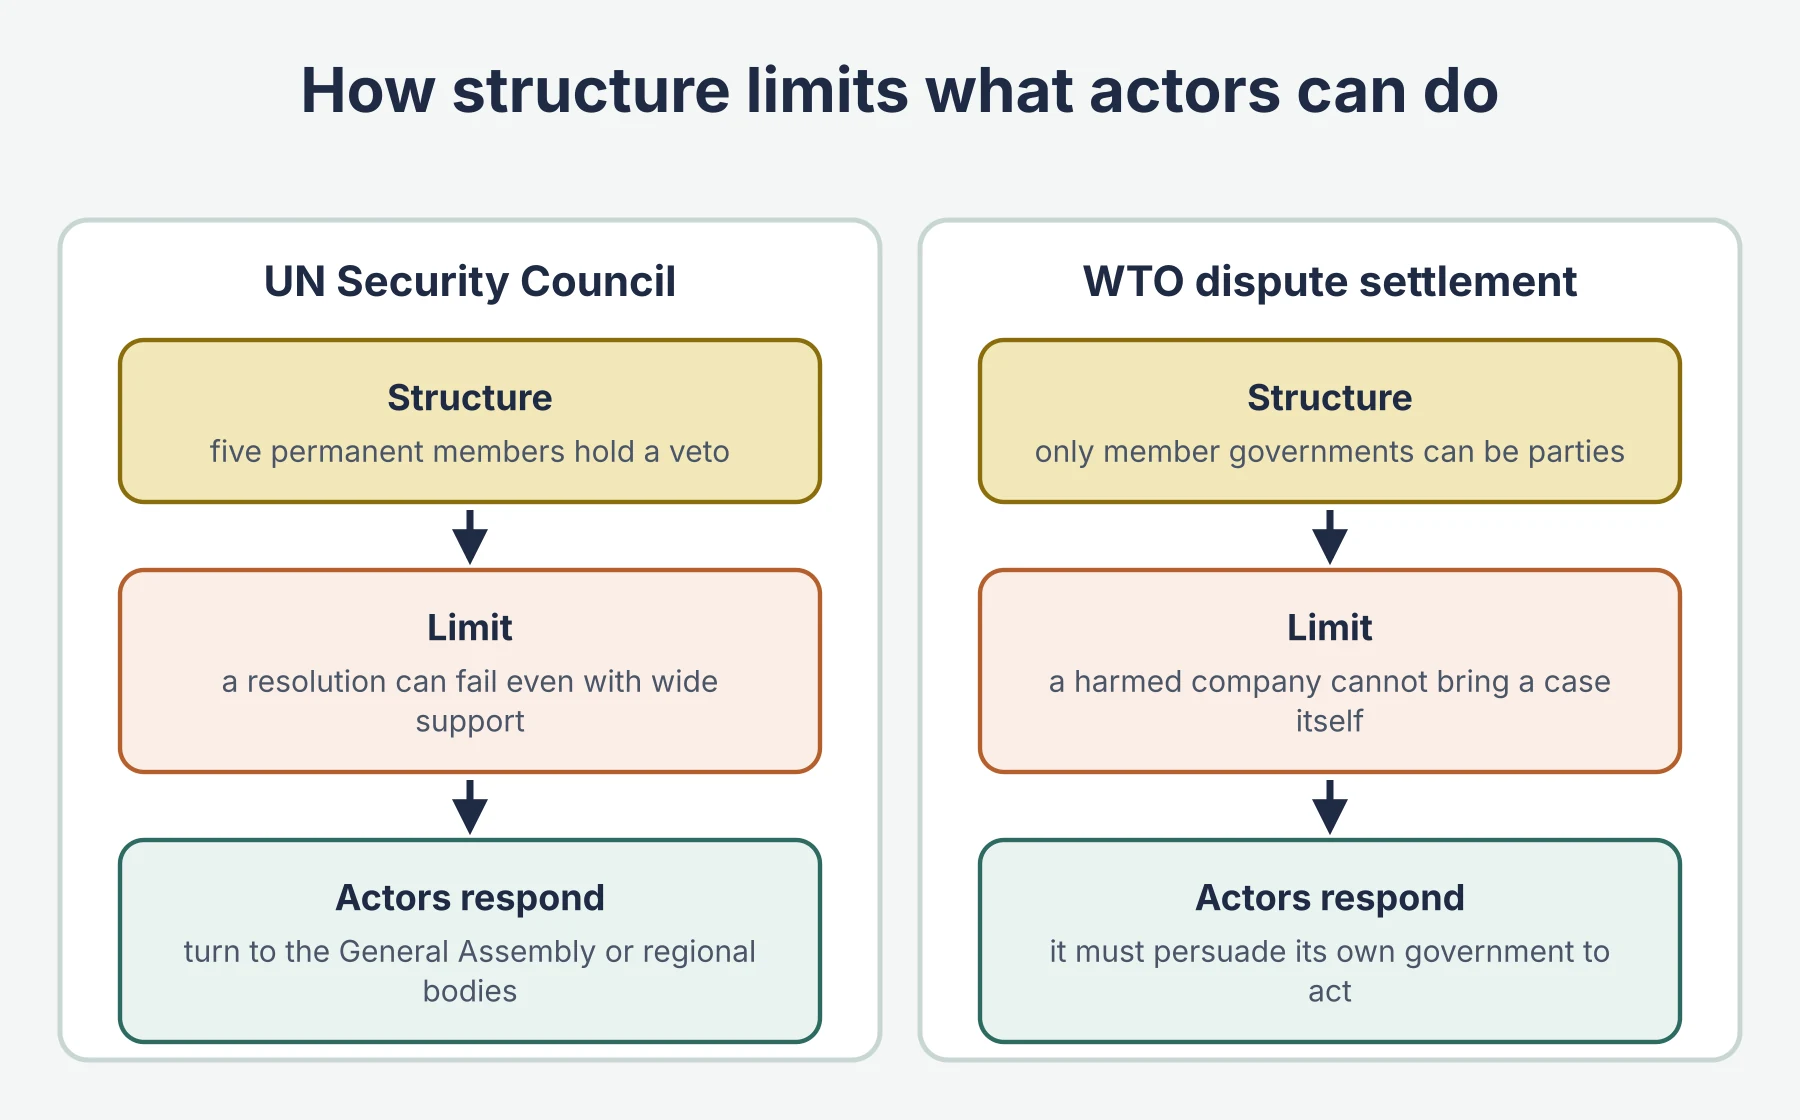 How structure limits what actors can do
UN Security Council
Structure
five permanent members hold a veto
Limit
a resolution can fail even with wide
support
Actors respond
turn to the General Assembly or regional
bodies
WTO dispute settlement
Structure
only member governments can be parties
Limit
a harmed company cannot bring a case
itself
Actors respond
it must persuade its own government to
act